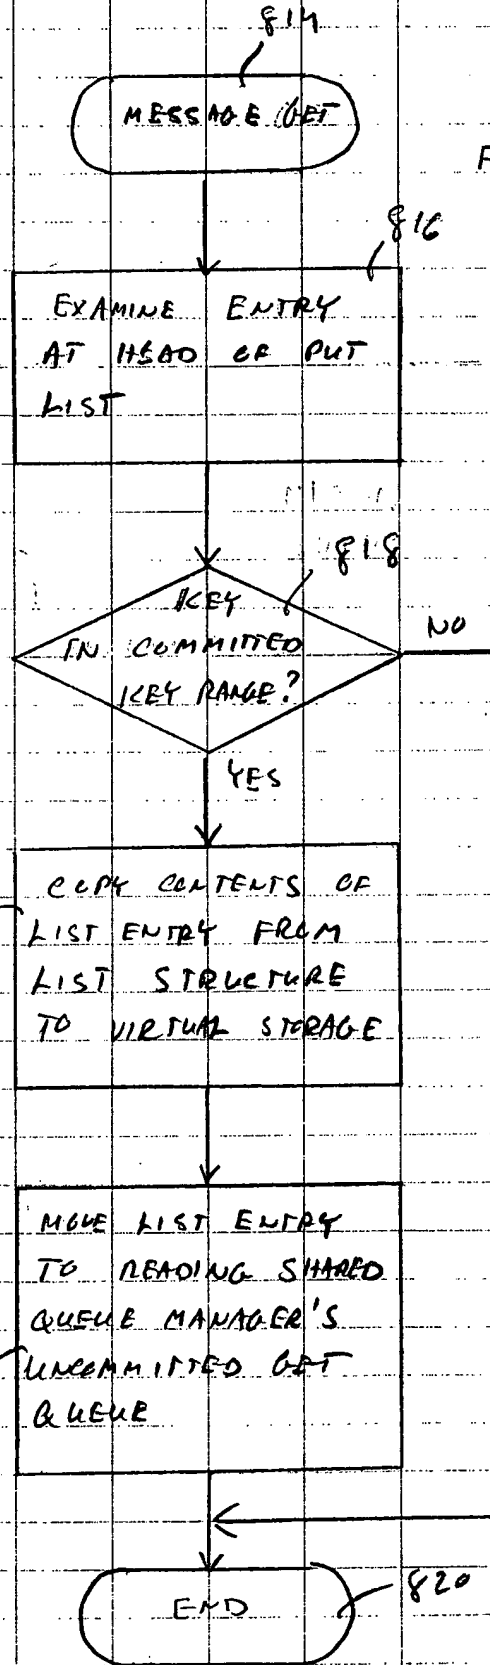 814
MESSAGE GET
F
816
EXAMINE ENTRY
AT HEAD OF PUT
LIST
818
KEY
IN COMMITTED
KEY RANGE?
NO
YES
COPY CONTENTS OF
LIST ENTRY FROM
LIST STRUCTURE
TO VIRTUAL STORAGE
MOVE LIST ENTRY
TO READING SHARED
QUEUE MANAGER'S
UNCOMMITTED GET
QUEUE
END
820